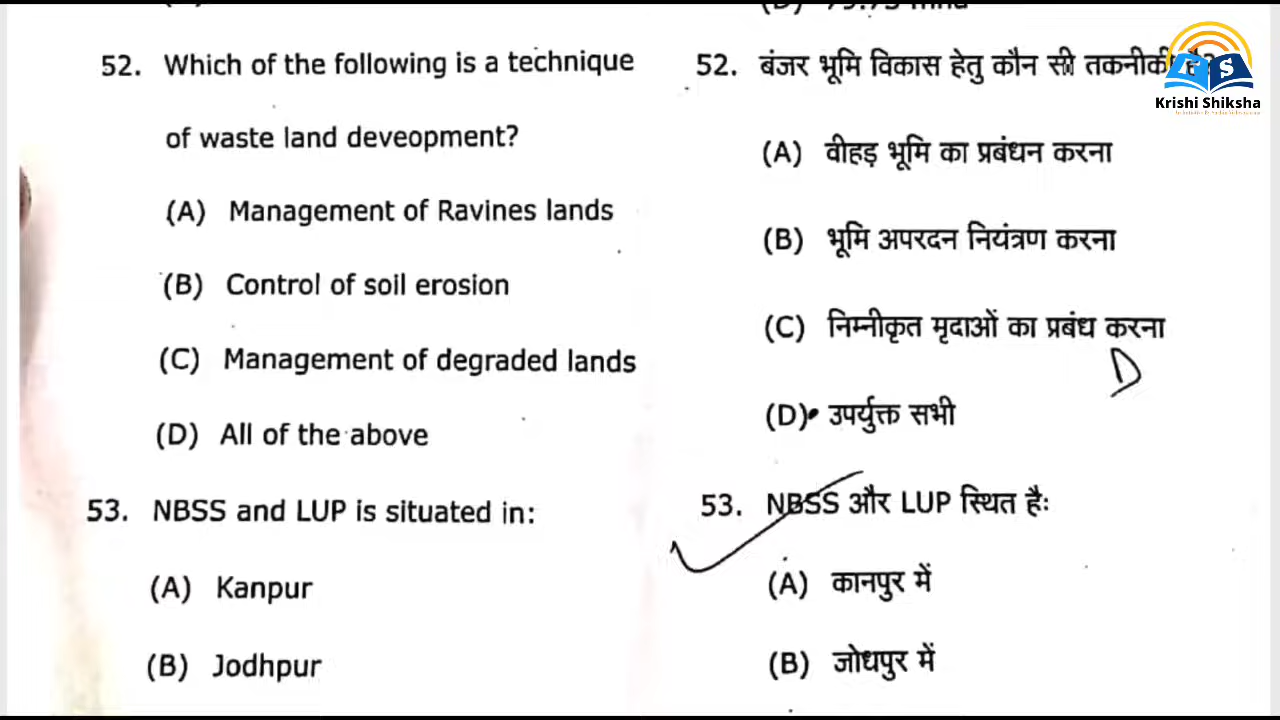 52. Which of the following is a technique
of waste land deveopment?
(A) Management of Ravines lands
(B) Control of soil erosion
(C) Management of degraded lands
(D) All of the above
53. NBSS and LUP is situated in:
(A) Kanpur
(B) Jodhpur
52. बंजर भूमि विकास हेतु कौन सी तकनीकी है?
(A) वीहड़ भूमि का प्रबंधन करना
(B) भूमि अपरदन नियंत्रण करना
(C) निम्नीकृत मृदाओं का प्रबंध करना
D
(D) उपर्युक्त सभी
53. NBSS और LUP स्थित है:
(A) कानपुर में
(B) जोधपुर में
Krishi Shiksha